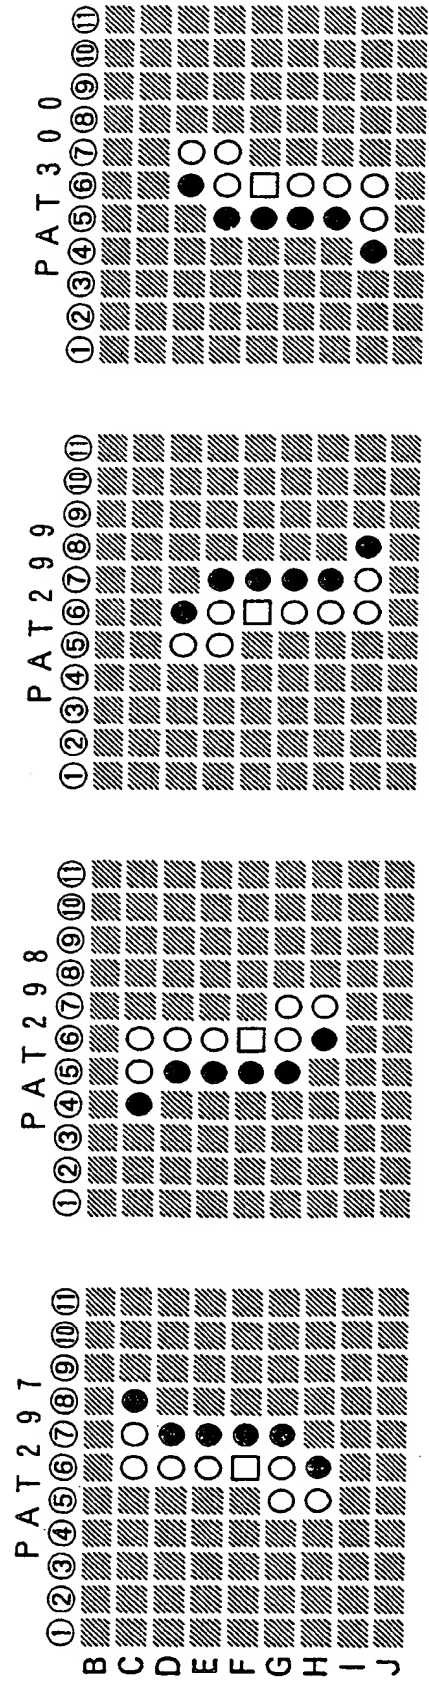 PAT297
①②③④⑤⑥⑦⑧⑨⑩⑪
B
C
D
E
F
G
H
I
J
PAT298
①②③④⑤⑥⑦⑧⑨⑩⑪
PAT299
①②③④⑤⑥⑦⑧⑨⑩⑪
PAT300
①②③④⑤⑥⑦⑧⑨⑩⑪